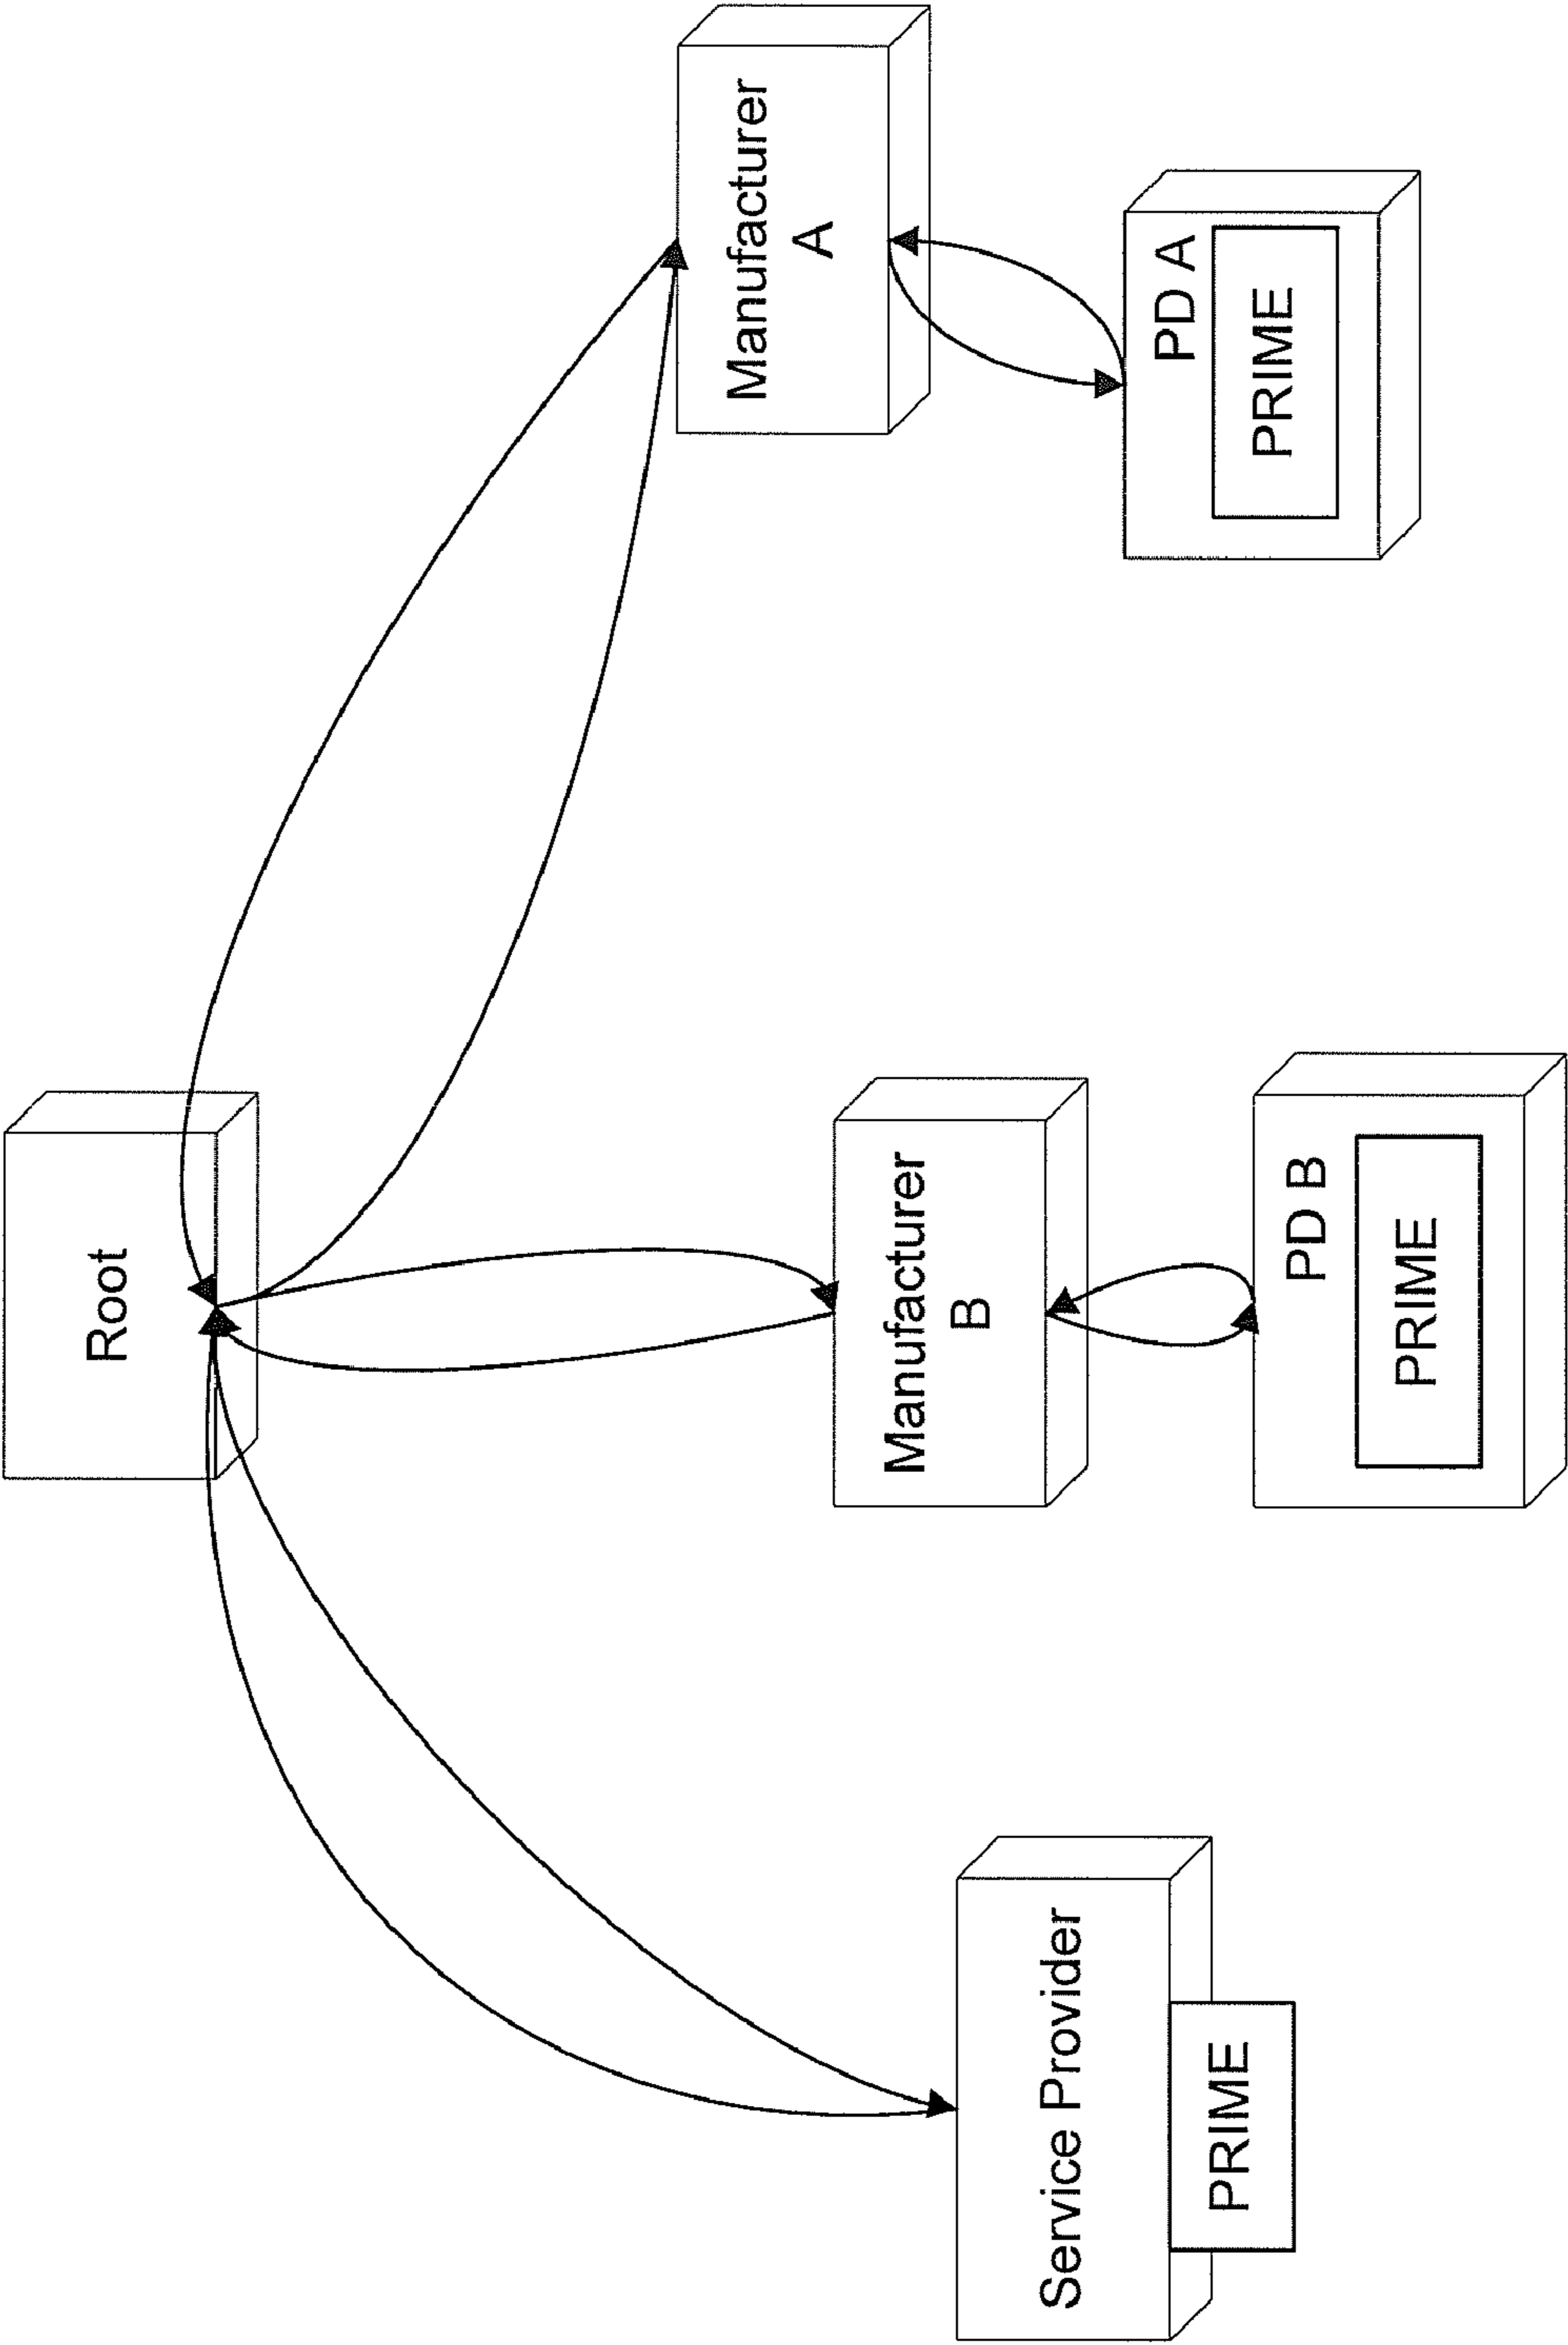 Root
Service Provider
PRIME
Manufacturer
B
PD B
PRIME
Manufacturer
A
PD A
PRIME